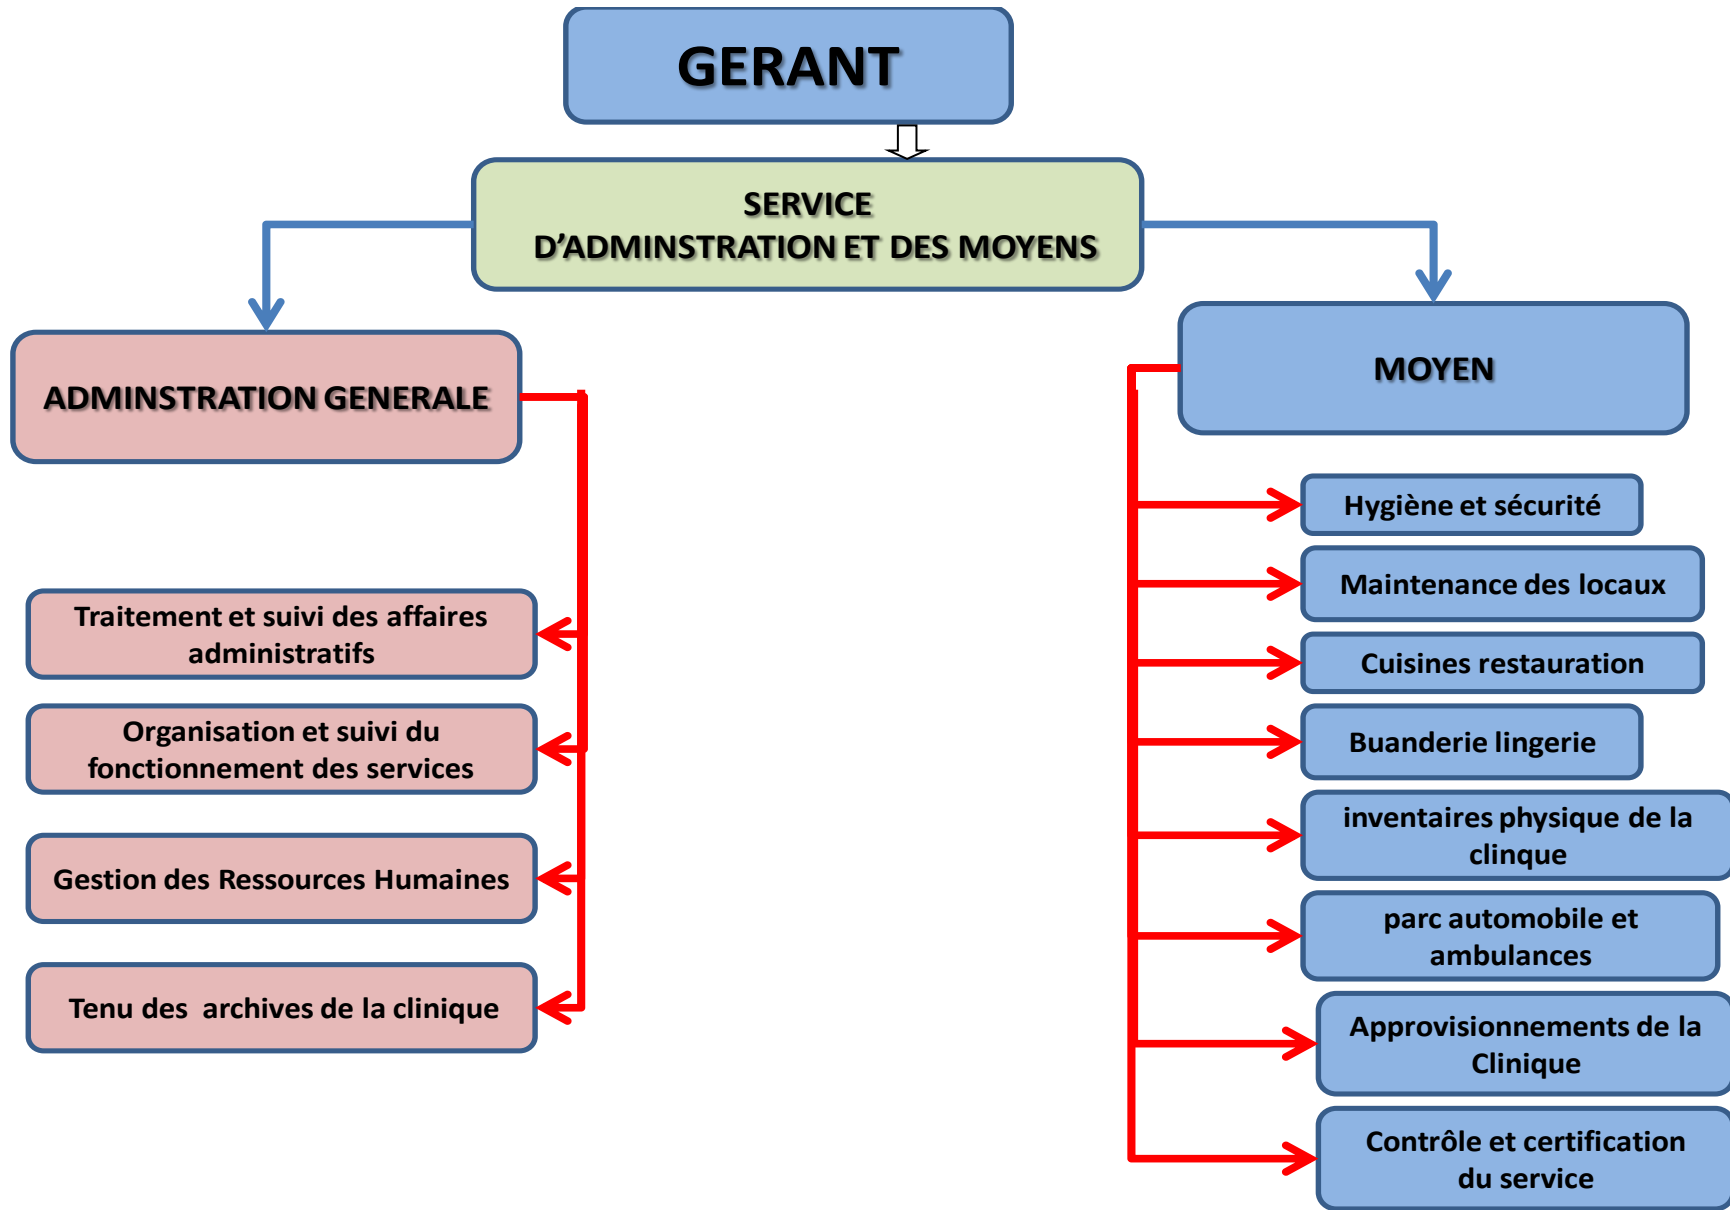 GERANT
SERVICE
D’ADMINSTRATION ET DES MOYENS
ADMINSTRATION GENERALE
Traitement et suivi des affaires
administratifs
Organisation et suivi du
fonctionnement des services
Gestion des Ressources Humaines
Tenu des archives de la clinique
MOYEN
Hygiène et sécurité
Maintenance des locaux
Cuisines restauration
Buanderie lingerie
inventaires physique de la
clinque
parc automobile et
ambulances
Approvisionnements de la
Clinique
Contrôle et certification
du service